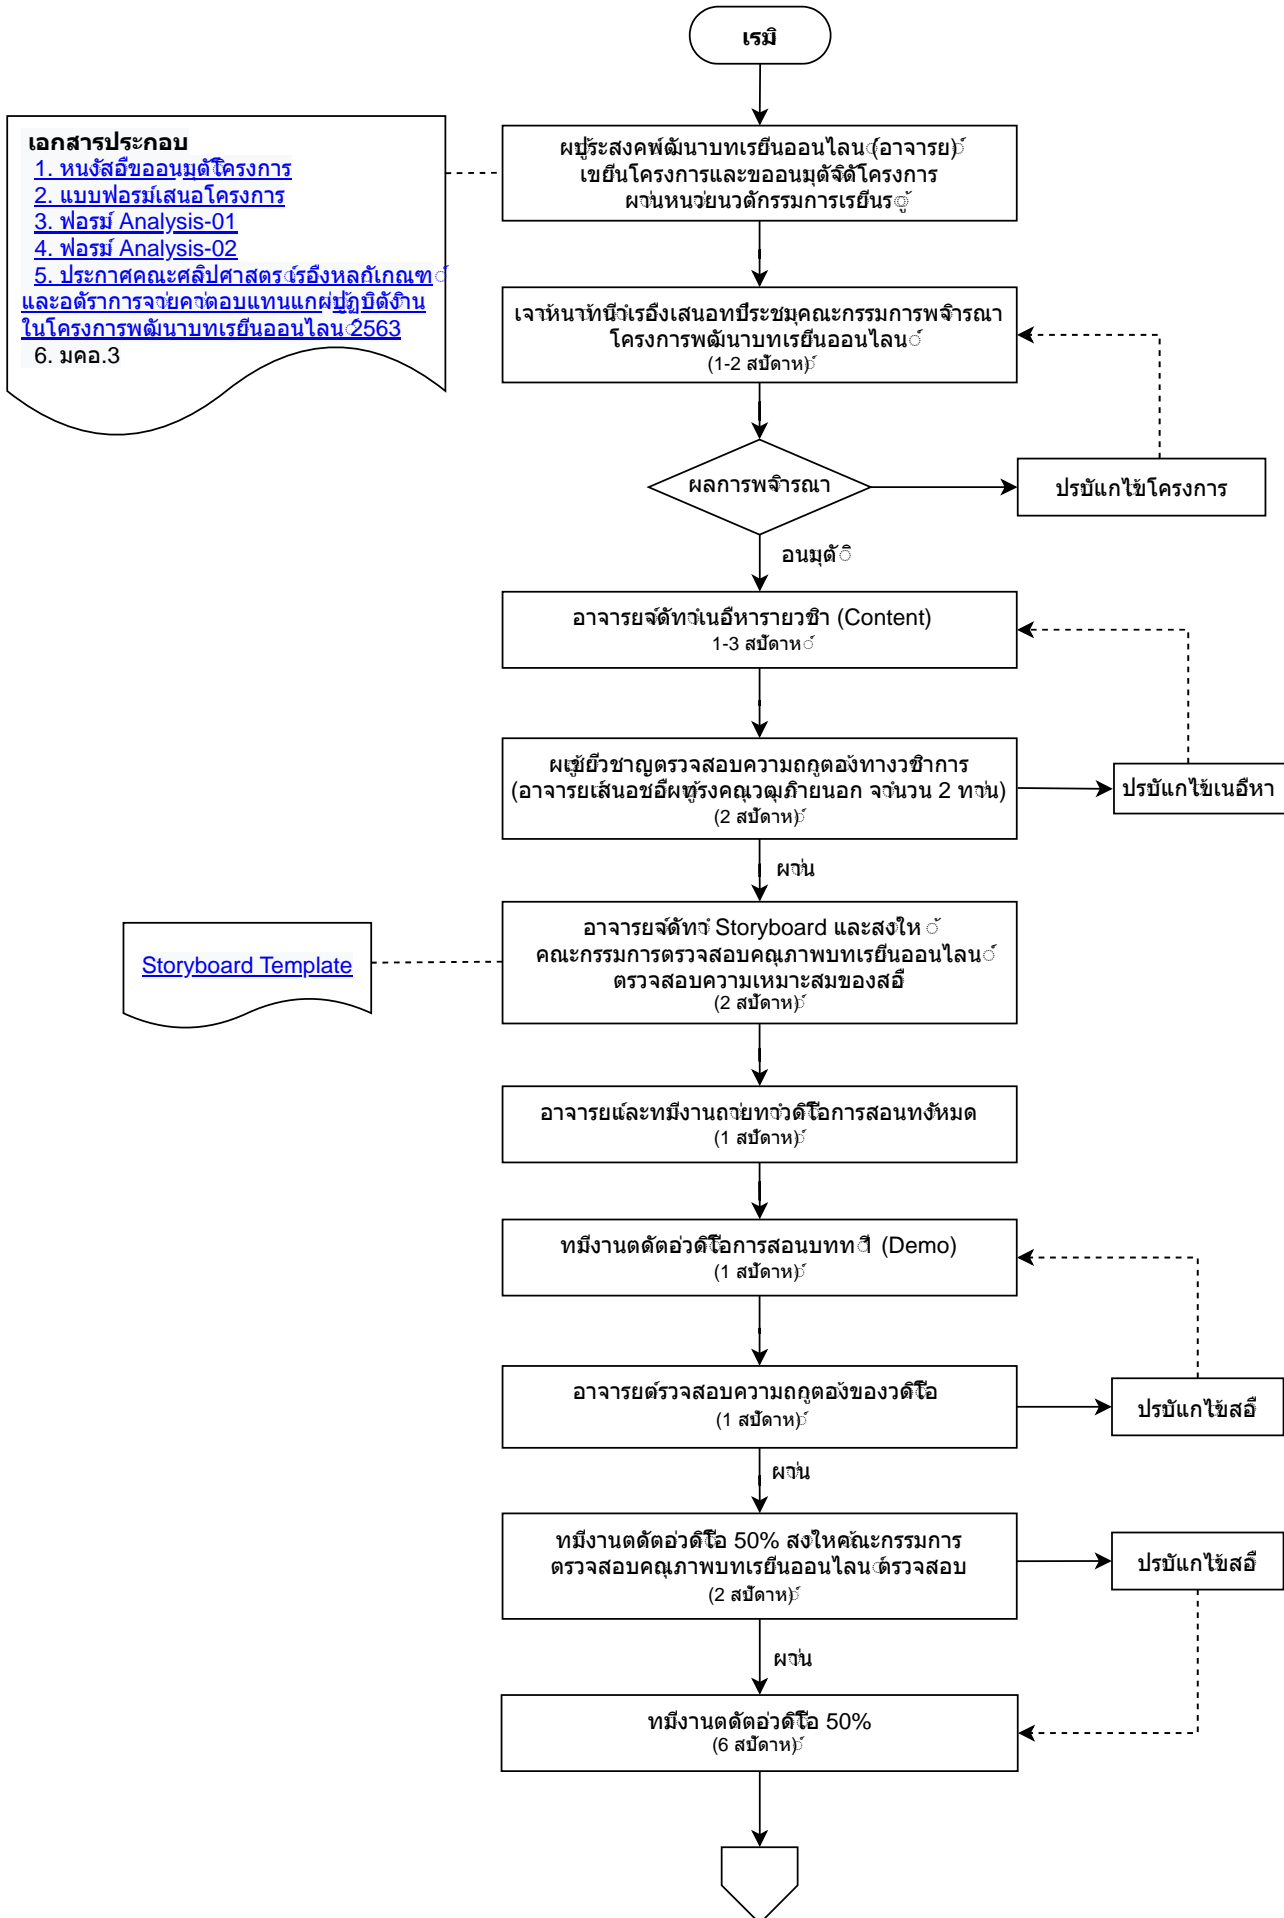 เริ่ม
เอกสารประกอบ
1. หนังสือขออนุมัติโครงการ
2. แบบฟอร์มเสนอโครงการ
3. ฟอร์ม Analysis-01
4. ฟอร์ม Analysis-02
5. ประกาศคณะศิลปศาสตร์ เรื่องหลักเกณฑ์
และอัตราการจ่ายค่าตอบแทนแก่ผู้ปฏิบัติงาน
ในโครงการพัฒนาบทเรียนออนไลน์ 2563
6. มคอ.3
ผู้ประสงค์พัฒนาบทเรียนออนไลน์ (อาจารย์)
เขียนโครงการและขออนุมัติจัดโครงการ
ผ่านหน่วยนวัตกรรมการเรียนรู้
เจ้าหน้าที่นำเรื่องเสนอที่ประชุมคณะกรรมการพิจารณา
โครงการพัฒนาบทเรียนออนไลน์
(1-2 สัปดาห์)
ผลการพิจารณา
ปรับแก้ไขโครงการ
อนุมัติ
อาจารย์จัดทำเนื้อหารายวิชา (Content)
1-3 สัปดาห์
ผู้เชี่ยวชาญตรวจสอบความถูกต้องทางวิชาการ
(อาจารย์เสนอชื่อผู้ทรงคุณวุฒิภายนอก จำนวน 2 ท่าน)
(2 สัปดาห์)
ปรับแก้ไขเนื้อหา
ผ่าน
อาจารย์จัดทำ Storyboard และส่งให้
คณะกรรมการตรวจสอบคุณภาพบทเรียนออนไลน์
ตรวจสอบความเหมาะสมของสื่อ
(2 สัปดาห์)
Storyboard Template
อาจารย์และทีมงานถ่ายทำวิดีโอการสอนทั้งหมด
(1 สัปดาห์)
ทีมงานตัดต่อวิดีโอการสอนบทที่ 1 (Demo)
(1 สัปดาห์)
อาจารย์ตรวจสอบความถูกต้องของวิดีโอ
(1 สัปดาห์)
ปรับแก้ไขสื่อ
ผ่าน
ทีมงานตัดต่อวิดีโอ 50% ส่งให้คณะกรรมการ
ตรวจสอบคุณภาพบทเรียนออนไลน์ตรวจสอบ
(2 สัปดาห์)
ปรับแก้ไขสื่อ
ผ่าน
ทีมงานตัดต่อวิดีโอ 50%
(6 สัปดาห์)